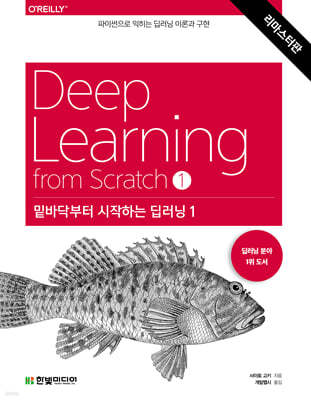 O'REILLY™
파이썬으로 익히는 딥러닝 이론과 구현
리마스터판
Deep
Learning
from Scratch 1
밑바닥부터 시작하는 딥러닝 1
딥러닝 분야
1위 도서
한빛미디어
사이토 고키 지음
개앞맵시 옮김